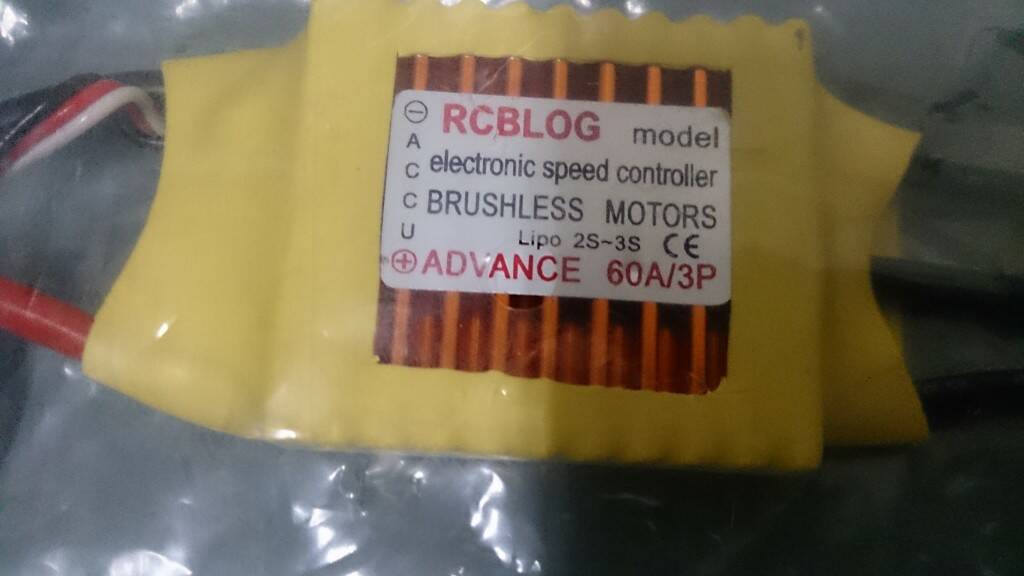 ⊖ RCBLOG model
A
C electronic speed controller
C BRUSHLESS MOTORS
U Lipo 2S~3S CE
⊕ ADVANCE 60A/3P